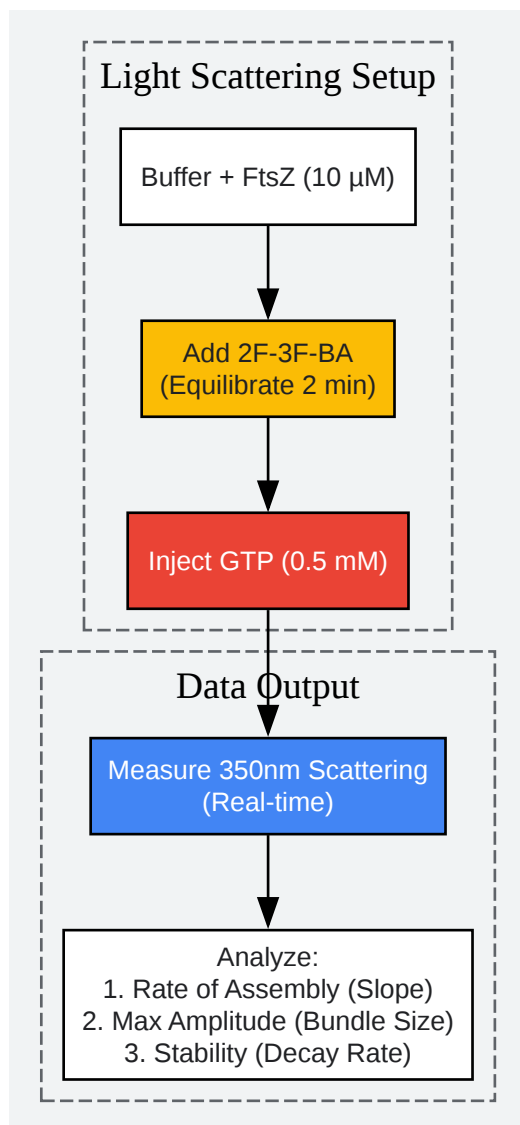 Light Scattering Setup
Buffer + FtsZ (10 µM)
Add 2F-3F-BA
(Equilibrate 2 min)
Inject GTP (0.5 mM)
Data Output
Measure 350nm Scattering
(Real-time)
Analyze:
1. Rate of Assembly (Slope)
2. Max Amplitude (Bundle Size)
3. Stability (Decay Rate)